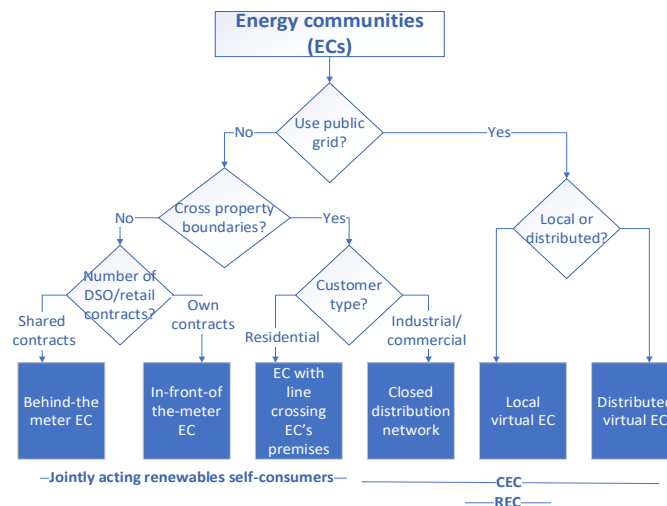 Energy communities
(ECs)
Use public
grid?
No
Yes
Cross property
boundaries?
Local or
distributed?
No
Yes
Number of
DSO/retail
contracts?
Customer
type?
Shared
contracts
Own
contracts
Residential
Industrial/
commercial
Behind-the
meter EC
In-front-of
the-meter
EC
EC with
line
crossing
EC's
premises
Closed
distribution
network
Local
virtual EC
Distributed
virtual EC
Jointly acting renewables self-consumers
CEC
REC